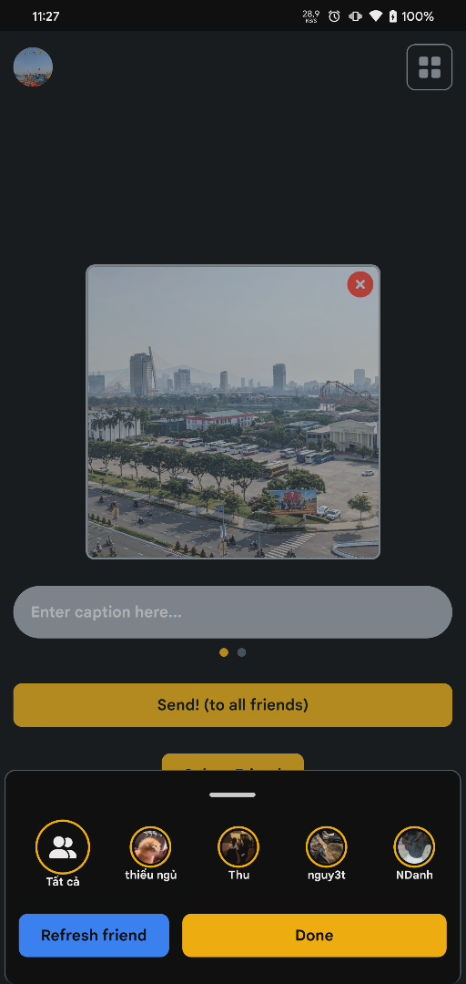 11:27
28,9
KB/S
100%
Enter caption here...
Send! (to all friends)
Tất cả
thiếu ngủ
Thu
nguy3t
NDanh
Refresh friend
Done